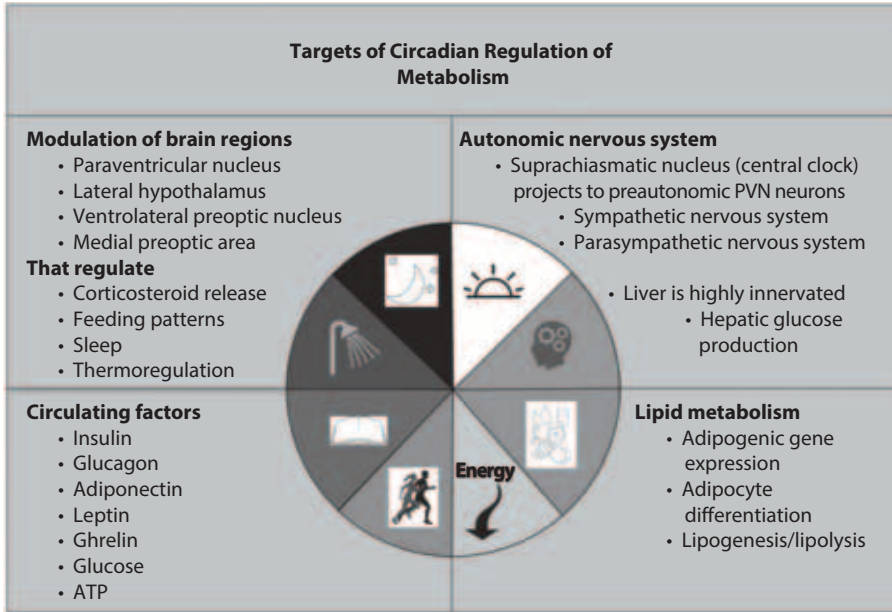 Targets of Circadian Regulation of
Metabolism
Modulation of brain regions
• Paraventricular nucleus
• Lateral hypothalamus
• Ventrolateral preoptic nucleus
• Medial preoptic area
That regulate
• Corticosteroid release
• Feeding patterns
• Sleep
• Thermoregulation
Autonomic nervous system
• Suprachiasmatic nucleus (central clock)
projects to preautonomic PVN neurons
• Sympathetic nervous system
• Parasympathetic nervous system
• Liver is highly innervated
• Hepatic glucose
production
Circulating factors
• Insulin
• Glucagon
• Adiponectin
• Leptin
• Ghrelin
• Glucose
• ATP
Energy
Lipid metabolism
• Adipogenic gene
expression
• Adipocyte
differentiation
• Lipogenesis/lipolysis